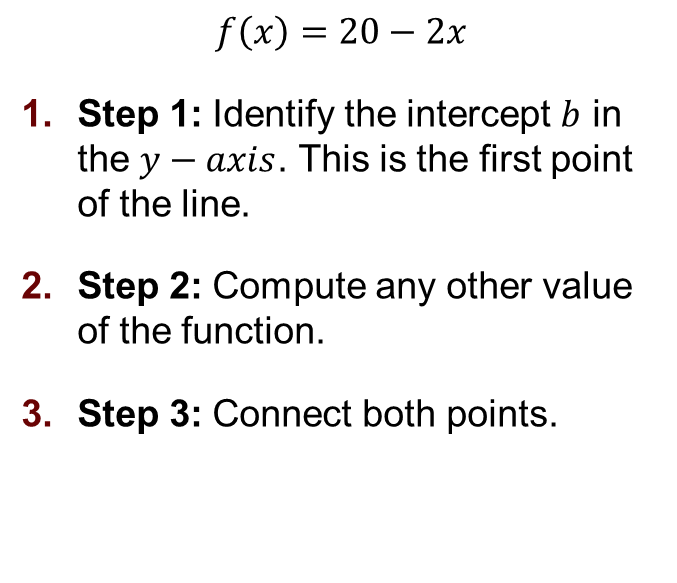 f(x) = 20 − 2x
1. Step 1: Identify the intercept b in
the y − axis. This is the first point
of the line.
2. Step 2: Compute any other value
of the function.
3. Step 3: Connect both points.